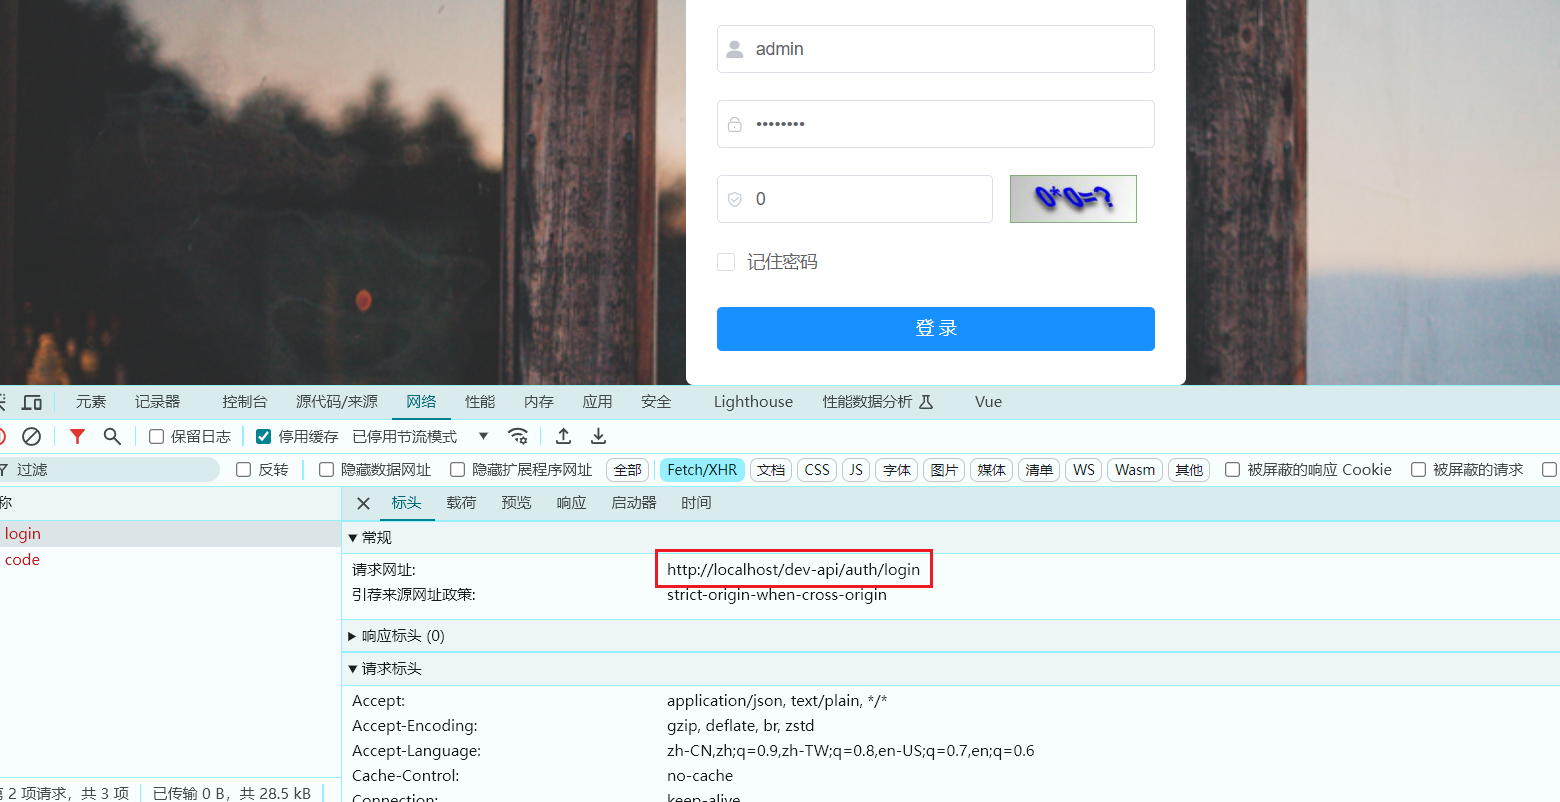 admin
••••••••
0
0*0=?
记住密码
登 录
元素 记录器 控制台 源代码/来源 网络 性能 内存 应用 安全 Lighthouse 性能数据分析 Vue
保留日志 停用缓存 已停用节流模式
过滤 反转 隐藏数据网址 隐藏扩展程序网址 全部 Fetch/XHR 文档 CSS JS 字体 图片 媒体 清单 WS Wasm 其他 被屏蔽的响应 Cookie 被屏蔽的请求
称 标头 载荷 预览 响应 启动器 时间
login
code
常规
请求网址: http://localhost/dev-api/auth/login
引荐来源网址政策: strict-origin-when-cross-origin
响应标头 (0)
请求标头
Accept: application/json, text/plain, */*
Accept-Encoding: gzip, deflate, br, zstd
Accept-Language: zh-CN,zh;q=0.9,zh-TW;q=0.8,en-US;q=0.7,en;q=0.6
Cache-Control: no-cache
Connection: keep-alive
2 项请求，共 3 项 已传输 0 B，共 28.5 kB